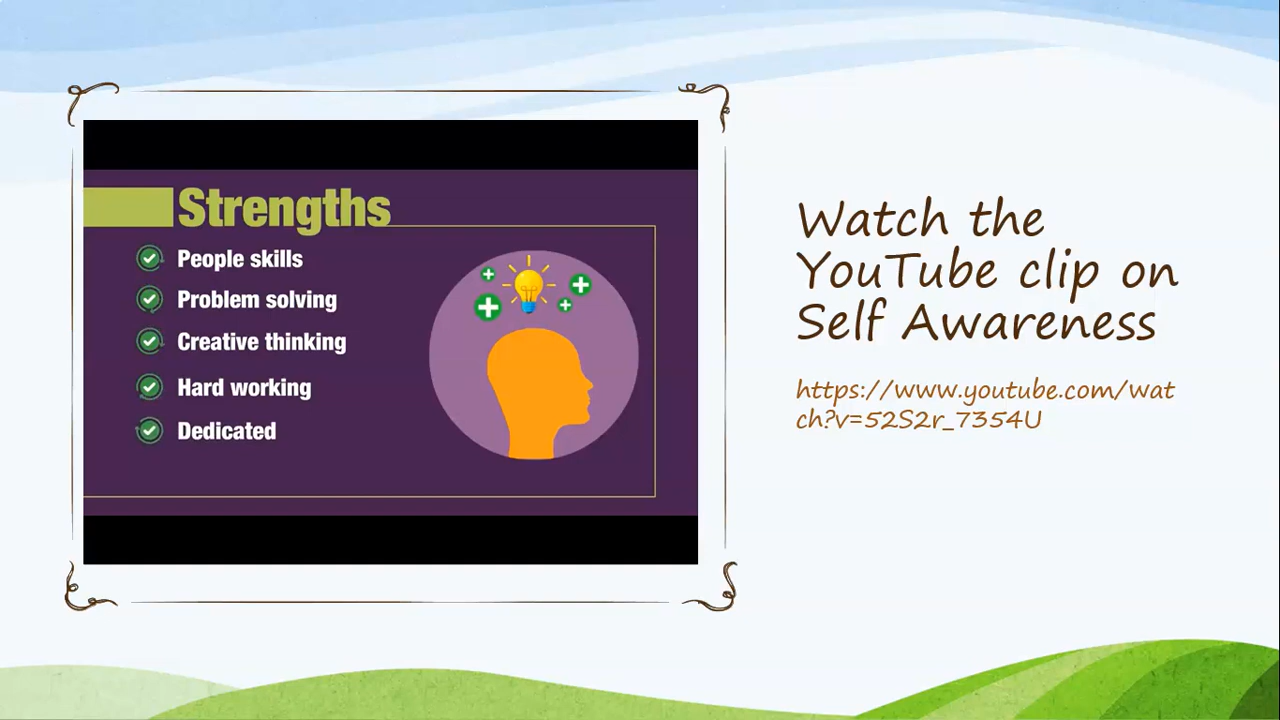 Strengths
People skills
Problem solving
Creative thinking
Hard working
Dedicated
Watch the
YouTube clip on
Self Awareness
https://www.youtube.com/wat
ch?v=52S2r_7354U